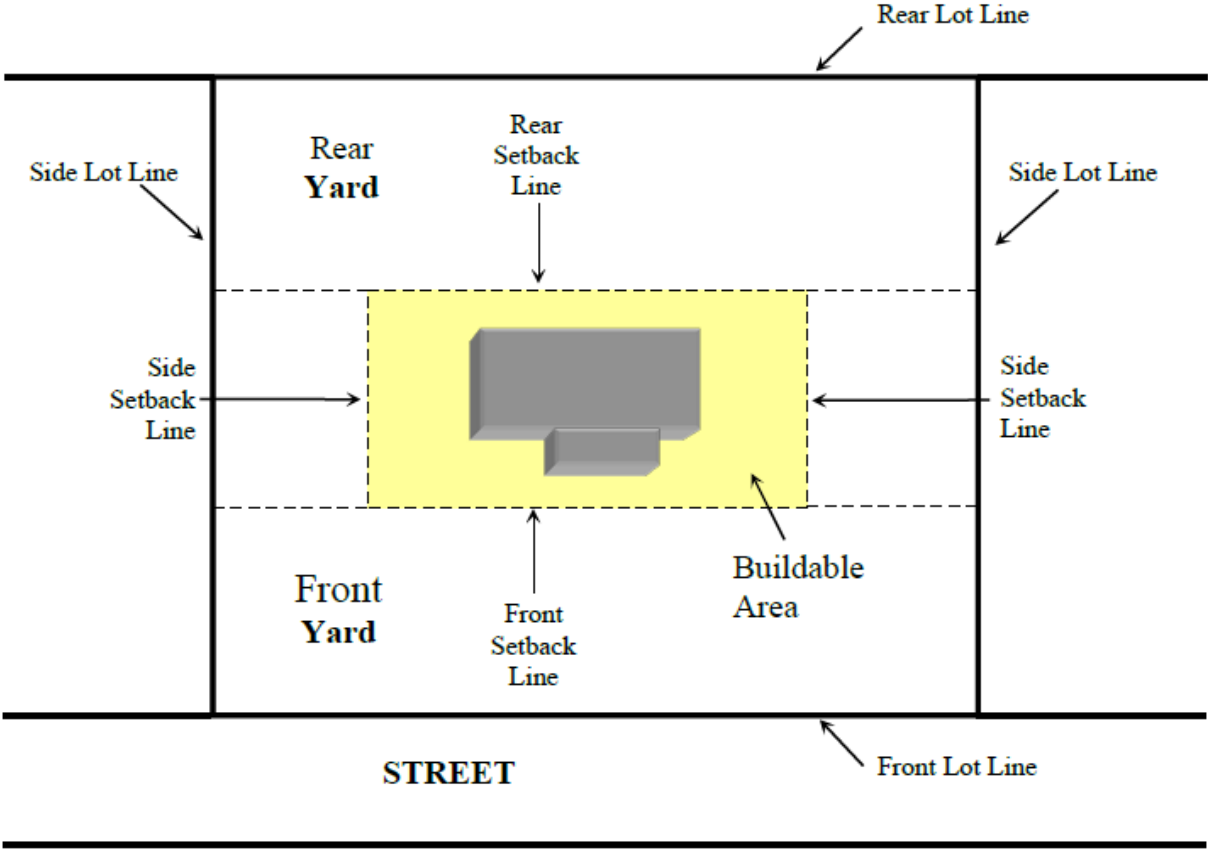 Rear Lot Line
Rear
Yard
Rear
Setback
Line
Side Lot Line
Side Lot Line
Side
Setback
Line
Side
Setback
Line
Buildable
Area
Front
Yard
Front
Setback
Line
STREET
Front Lot Line